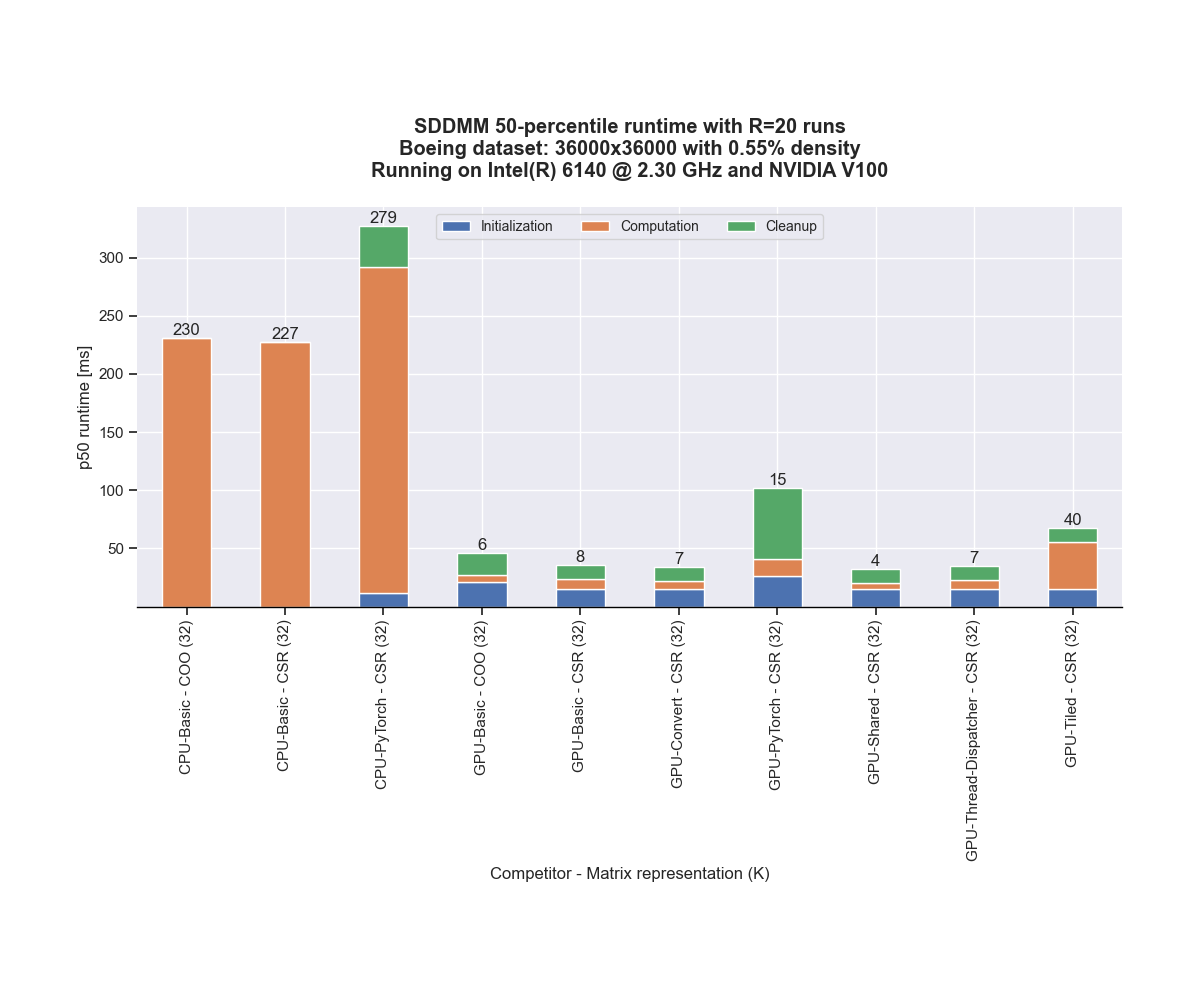 SDDMM 50-percentile runtime with R=20 runs
Boeing dataset: 36000x36000 with 0.55% density
Running on Intel(R) 6140 @ 2.30 GHz and NVIDIA V100
Initialization
Computation
Cleanup
p50 runtime [ms]
300
250
200
150
100
50
230
227
279
6
8
7
15
4
7
40
CPU-Basic - COO (32)
CPU-Basic - CSR (32)
CPU-PyTorch - CSR (32)
GPU-Basic - COO (32)
GPU-Basic - CSR (32)
GPU-Convert - CSR (32)
GPU-PyTorch - CSR (32)
GPU-Shared - CSR (32)
GPU-Thread-Dispatcher - CSR (32)
GPU-Tiled - CSR (32)
Competitor - Matrix representation (K)